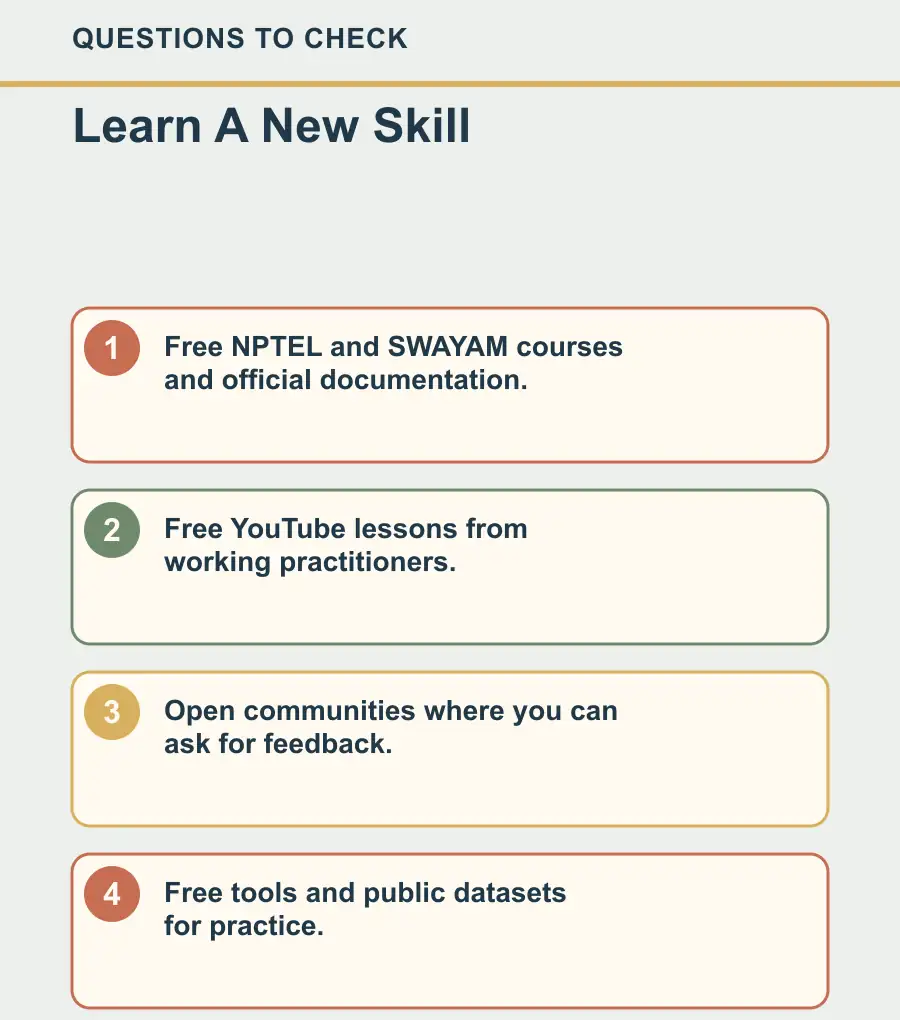 QUESTIONS TO CHECK
Learn A New Skill
1
Free NPTEL and SWAYAM courses
and official documentation.
2
Free YouTube lessons from
working practitioners.
3
Open communities where you can
ask for feedback.
4
Free tools and public datasets
for practice.